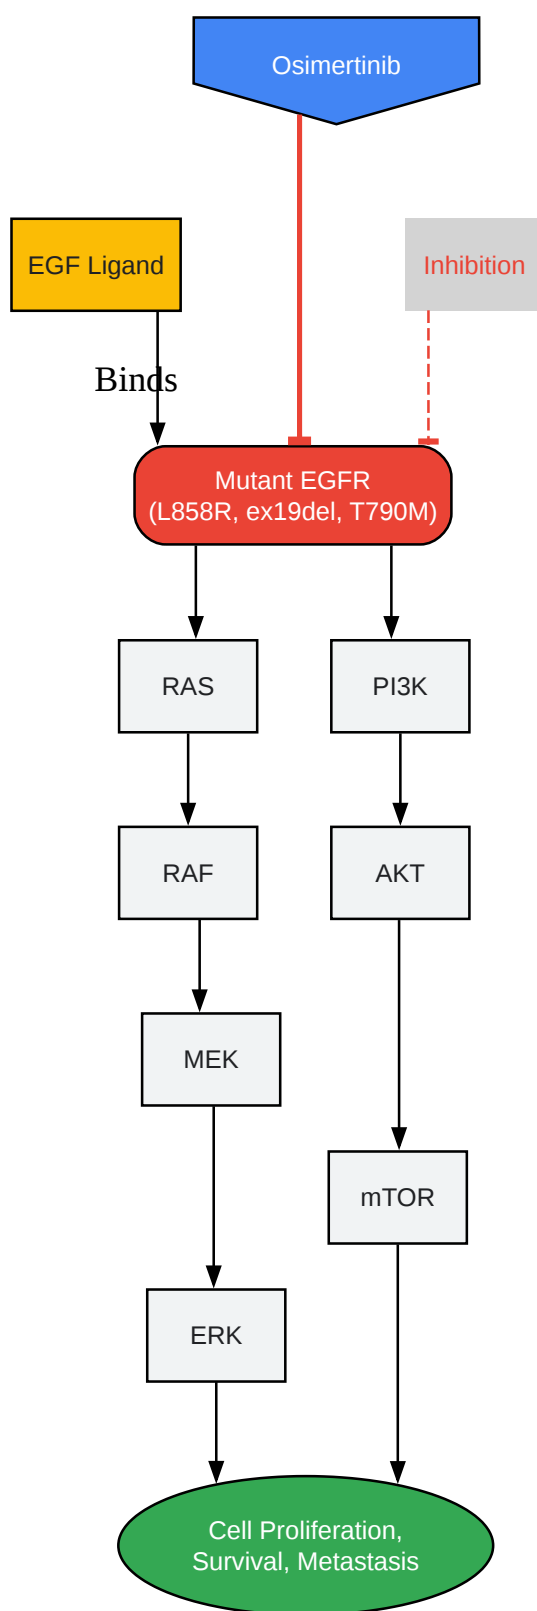 Osimertinib
EGF Ligand
Inhibition
Binds
Mutant EGFR
(L858R, ex19del, T790M)
RAS
PI3K
RAF
AKT
MEK
mTOR
ERK
Cell Proliferation,
Survival, Metastasis